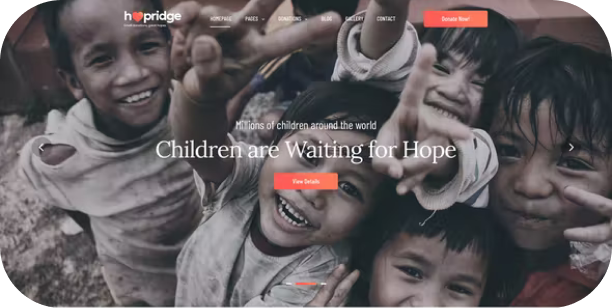 hopridge
HOMEPAGE PAGES DONATIONS BLOG GALLERY CONTACT
Donate Now!
Millions of children around the world
Children are Waiting for Hope
View Details